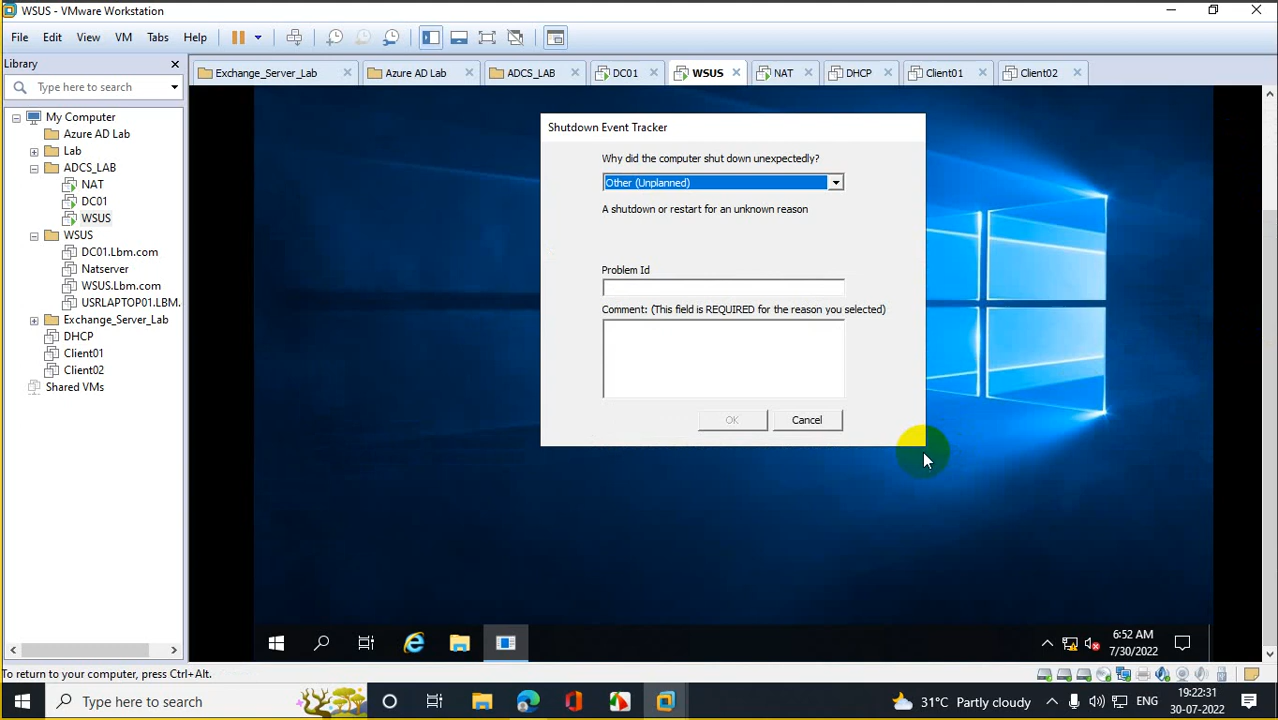 WSUS - VMware Workstation
File Edit View VM Tabs Help
Library
Type here to search
My Computer
Azure AD Lab
Lab
ADCS_LAB
NAT
DC01
WSUS
WSUS
DC01.Lbm.com
Natserver
WSUS.Lbm.com
USRLAPTOP01.LBM.
Exchange_Server_Lab
DHCP
Client01
Client02
Shared VMs
Exchange_Server_Lab Azure AD Lab ADCS_LAB DC01 WSUS NAT DHCP Client01 Client02
Shutdown Event Tracker
Why did the computer shut down unexpectedly?
Other (Unplanned)
A shutdown or restart for an unknown reason
Problem Id
Comment: (This field is REQUIRED for the reason you selected)
OK Cancel
6:52 AM
7/30/2022
To return to your computer, press Ctrl+Alt.
Type here to search
31°C Partly cloudy
ENG
19:22:31
30-07-2022